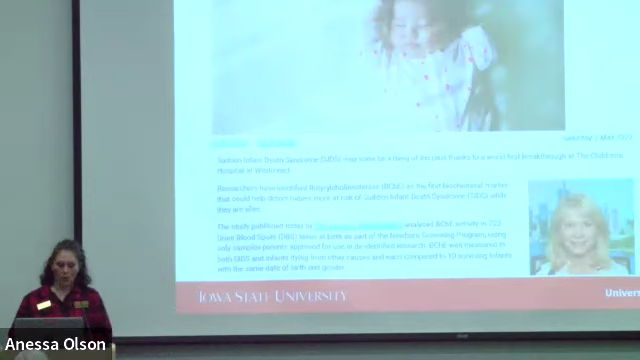 Saturday 7 May 2022
Sudden Infant Death Syndrome (SIDS) may soon be a thing of the past thanks to a world-first breakthrough at The Children's
Hospital at Westmead.
Researchers have identified Butyrylcholinesterase (BChE) as the first biochemical marker
that could help detect babies more at risk of Sudden Infant Death Syndrome (SIDS) while
they are alive.
The study published today in analyzed BChE activity in 722
Dried Blood Spots (DBS) taken at birth as part of the Newborn Screening Program, using
only samples parents approved for use in de-identified research. BChE was measured in
both SIDS and infants dying from other causes and each compared to 10 surviving infants
with the same date of birth and gender.
IOWA STATE UNIVERSITY
Univers
Anessa Olson